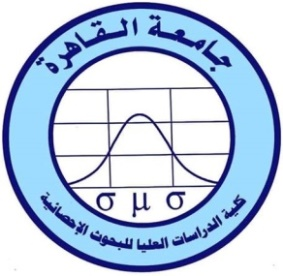 جامعة القاهرة
σ μ σ
كلية الدراسات العليا للبحوث الإحصائية